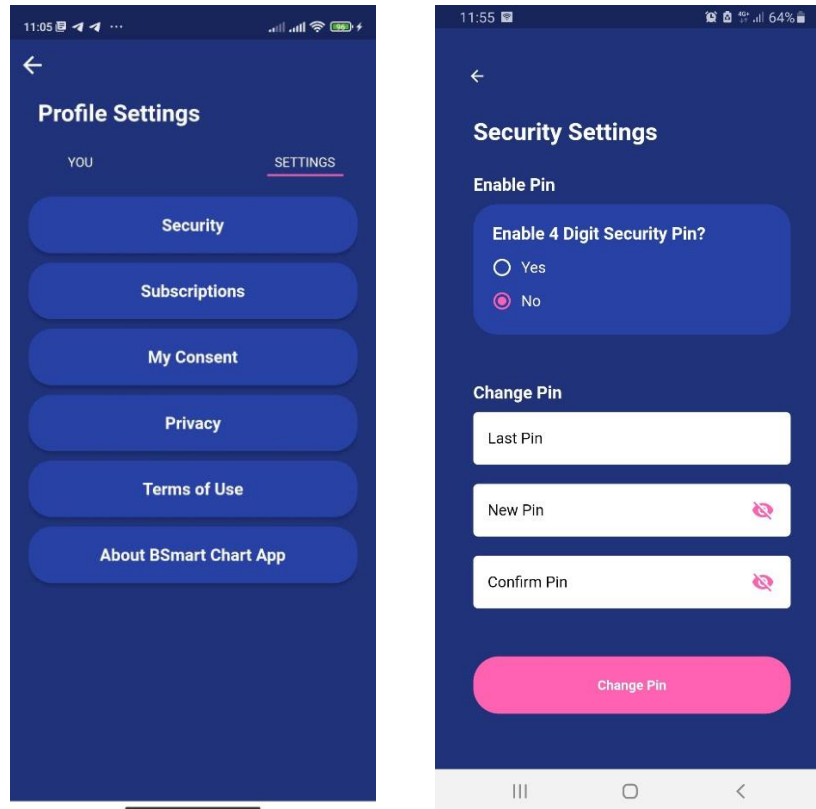 11:05
96
Profile Settings
YOU
SETTINGS
Security
Subscriptions
My Consent
Privacy
Terms of Use
About BSmart Chart App
11:55
4G+
64%
Security Settings
Enable Pin
Enable 4 Digit Security Pin?
Yes
No
Change Pin
Last Pin
New Pin
Confirm Pin
Change Pin